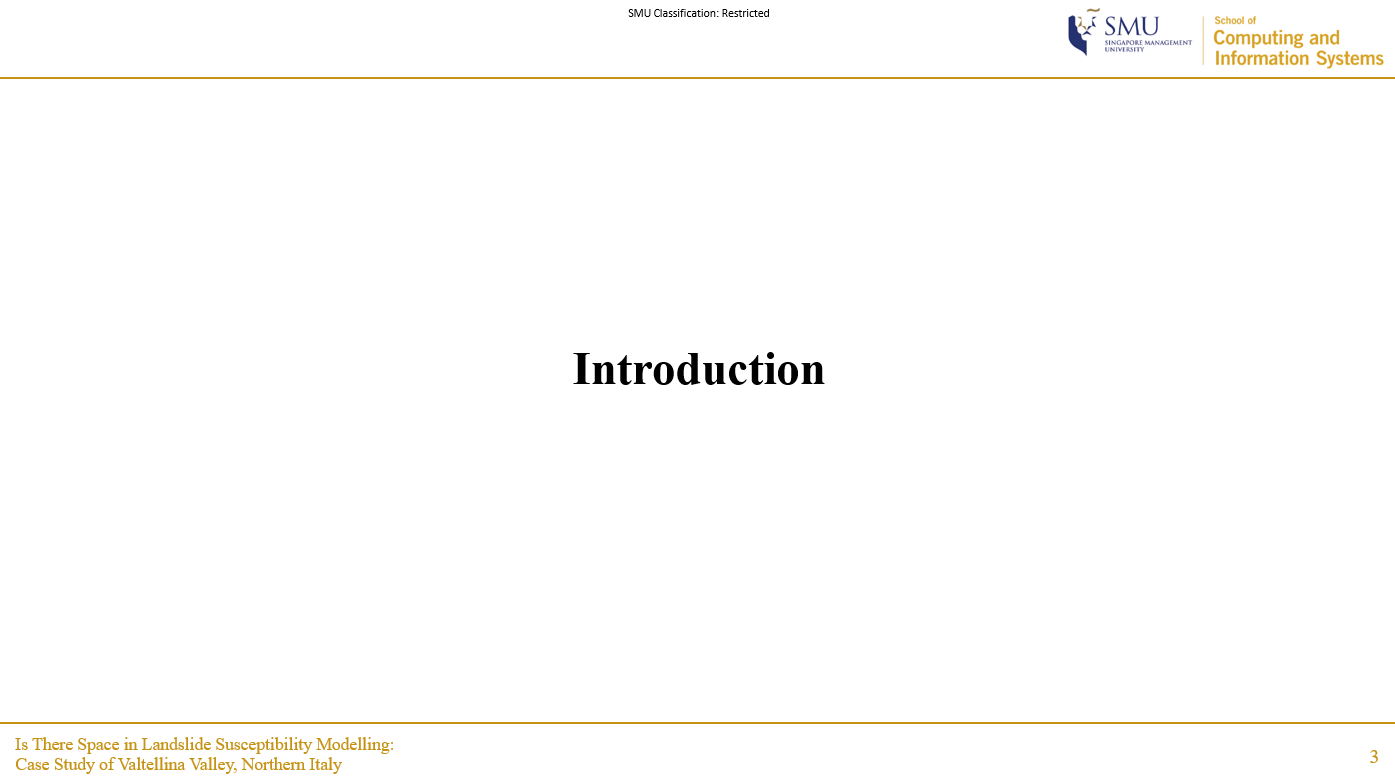 SMU Classification: Restricted
SMU
SINGAPORE MANAGEMENT
UNIVERSITY
School of
Computing and
Information Systems
Introduction
Is There Space in Landslide Susceptibility Modelling:
Case Study of Valtellina Valley, Northern Italy
3